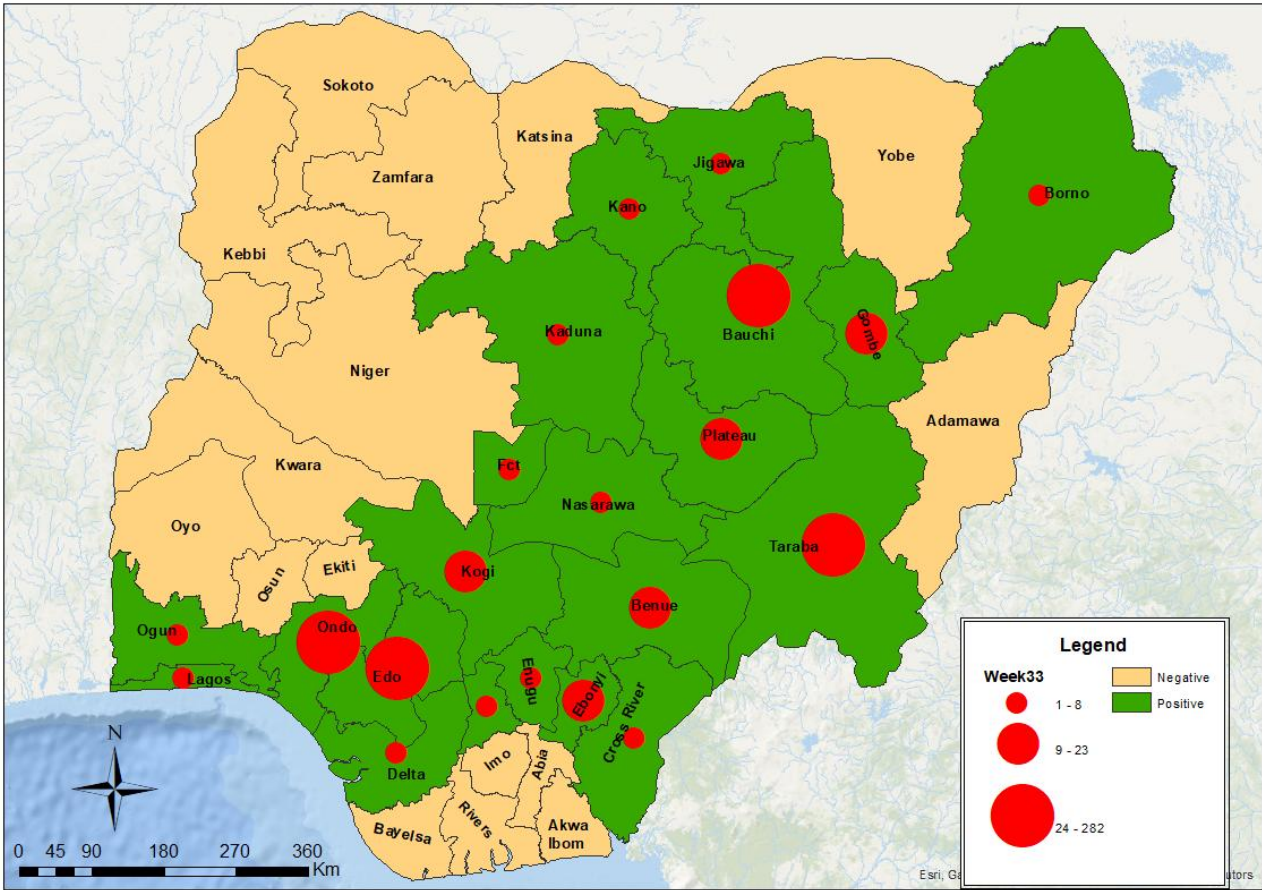 Sokoto
Katsina
Yobe
Zamfara
Jigawa
Kano
Borno
Kebbi
Kaduna
Bauchi
Gombe
Niger
Adamawa
Plateau
Kwara
Fct
Nasarawa
Oyo
Taraba
Osun
Ekiti
Kogi
Benue
Ogun
Ondo
Edo
Lagos
Enugu
Ebonyi
Cross River
Delta
Imo
Abia
Bayelsa
Rivers
Akwa
Ibom
N
0 45 90 180 270 360
Km
Legend
Week33
1 - 8
9 - 23
24 - 282
Negative
Positive
Esri,